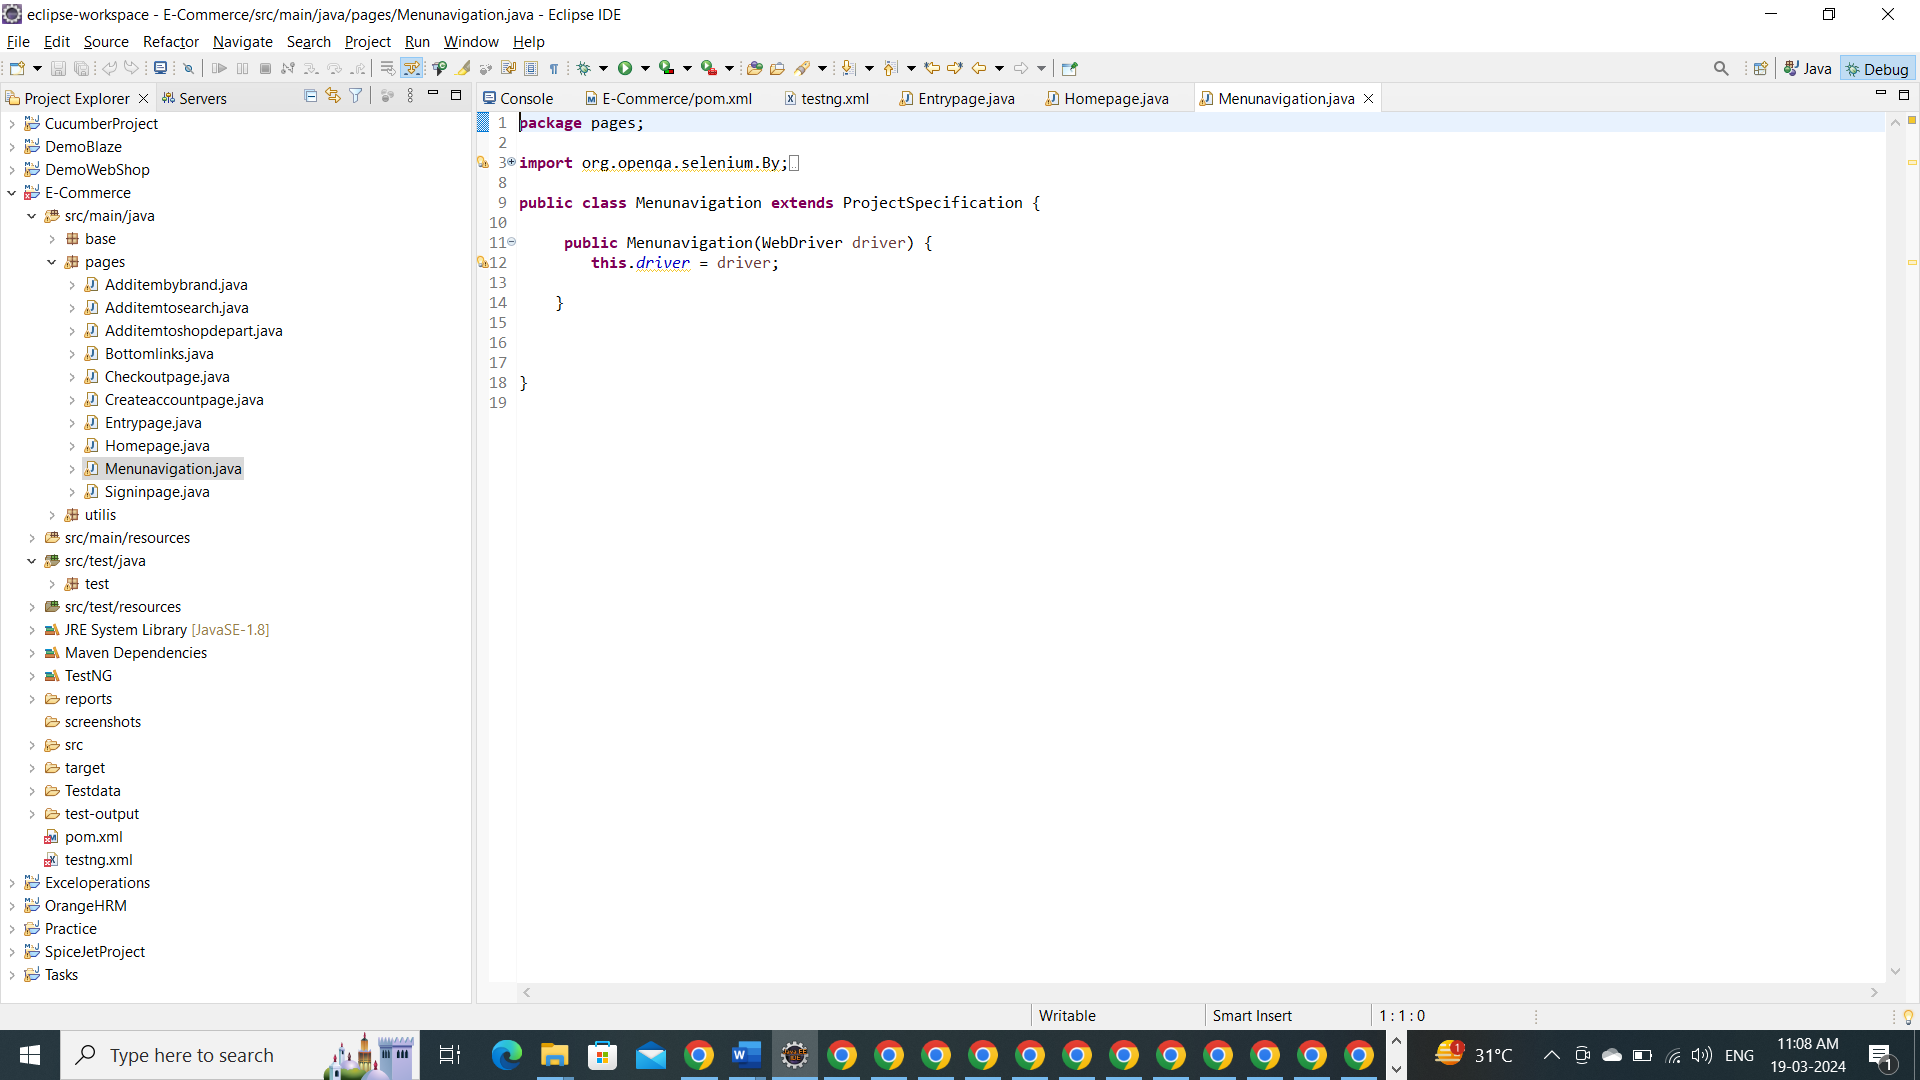 eclipse-workspace - E-Commerce/src/main/java/pages/Menunavigation.java - Eclipse IDE
File Edit Source Refactor Navigate Search Project Run Window Help
Java Debug
Project Explorer Servers
Console E-Commerce/pom.xml testng.xml Entrypage.java Homepage.java Menunavigation.java
CucumberProject
DemoBlaze
DemoWebShop
E-Commerce
src/main/java
base
pages
Additembybrand.java
Additemtosearch.java
Additemtoshopdepart.java
Bottomlinks.java
Checkoutpage.java
Createaccountpage.java
Entrypage.java
Homepage.java
Menunavigation.java
Signinpage.java
utilis
src/main/resources
src/test/java
test
src/test/resources
JRE System Library [JavaSE-1.8]
Maven Dependencies
TestNG
reports
screenshots
src
target
Testdata
test-output
pom.xml
testng.xml
Exceloperations
OrangeHRM
Practice
SpiceJetProject
Tasks
1 package pages;
2
3 import org.openqa.selenium.By;
8
9 public class Menunavigation extends ProjectSpecification {
10
11 public Menunavigation(WebDriver driver) {
12 this.driver = driver;
13
14 }
15
16
17
18 }
19
Writable Smart Insert 1 : 1 : 0
Type here to search
31°C ENG
11:08 AM
19-03-2024
1